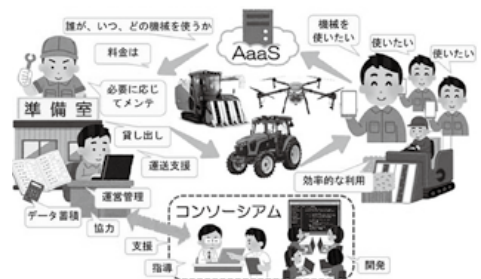 誰が、いつ、どの機械を使うか
料金は
必要に応じ
てメンテ
AaaS
機械を
使いたい
使いたい
使いたい
準備室
貸し出し
運送支援
運営管理
データ蓄積
協力
支援
指導
コンソーシアム
開発
効率的な利用